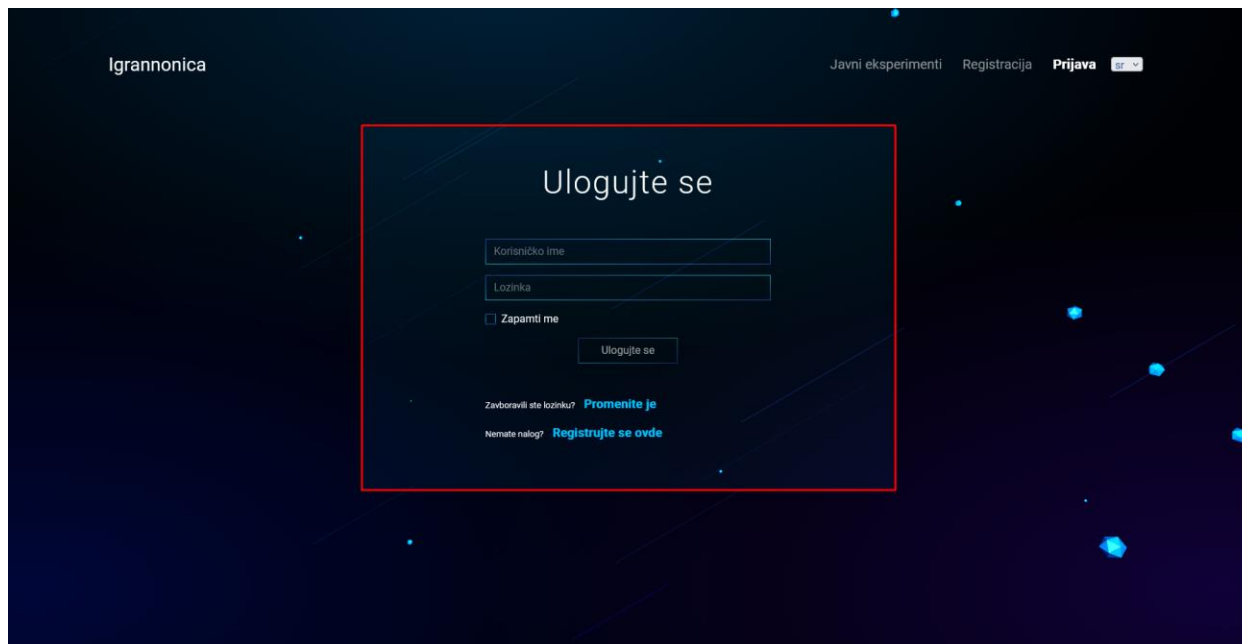 Igrannonica
Javni eksperimenti Registracija Prijava sr
Ulogujte se
Korisničko ime
Lozinka
Zapamti me
Ulogujte se
Zavboravili ste lozinku? Promenite je
Nemate nalog? Registrujte se ovde